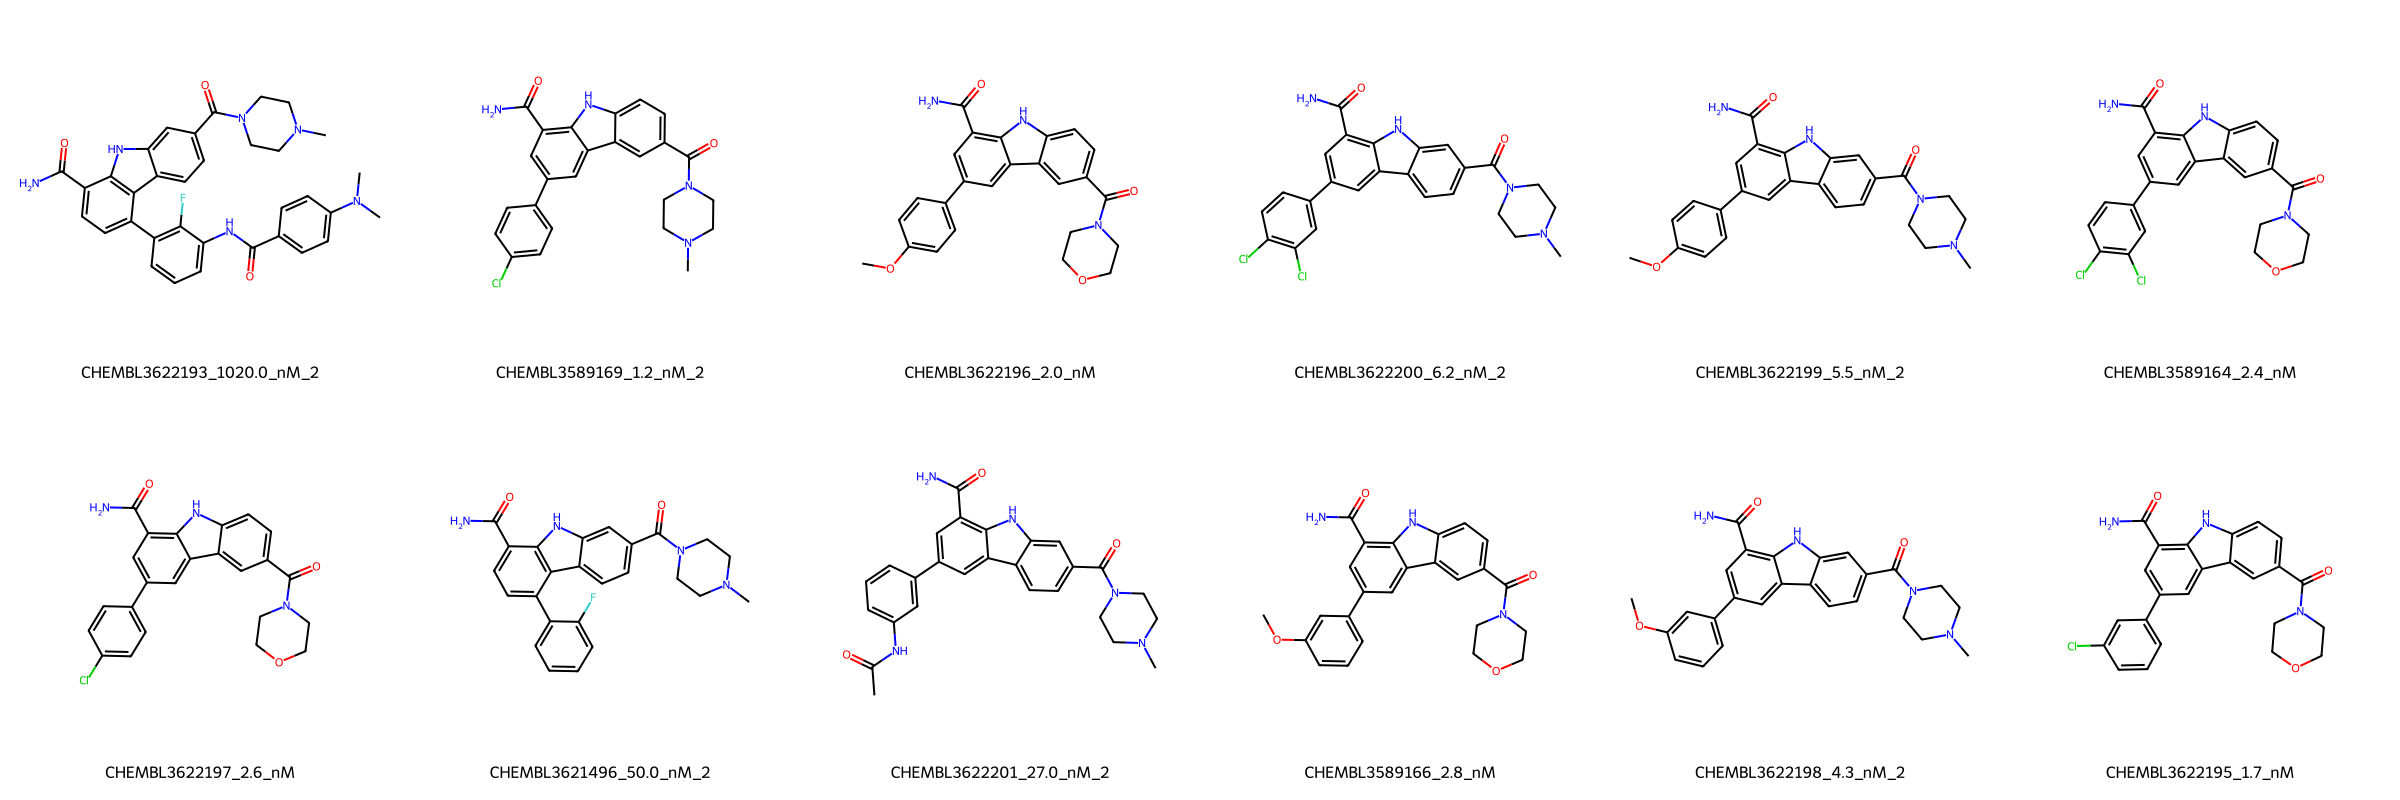 CHEMBL3622193_1020.0_nM_2
CHEMBL3589169_1.2_nM_2
CHEMBL3622196_2.0_nM
CHEMBL3622200_6.2_nM_2
CHEMBL3622199_5.5_nM_2
CHEMBL3589164_2.4_nM
CHEMBL3622197_2.6_nM
CHEMBL3621496_50.0_nM_2
CHEMBL3622201_27.0_nM_2
CHEMBL3589166_2.8_nM
CHEMBL3622198_4.3_nM_2
CHEMBL3622195_1.7_nM